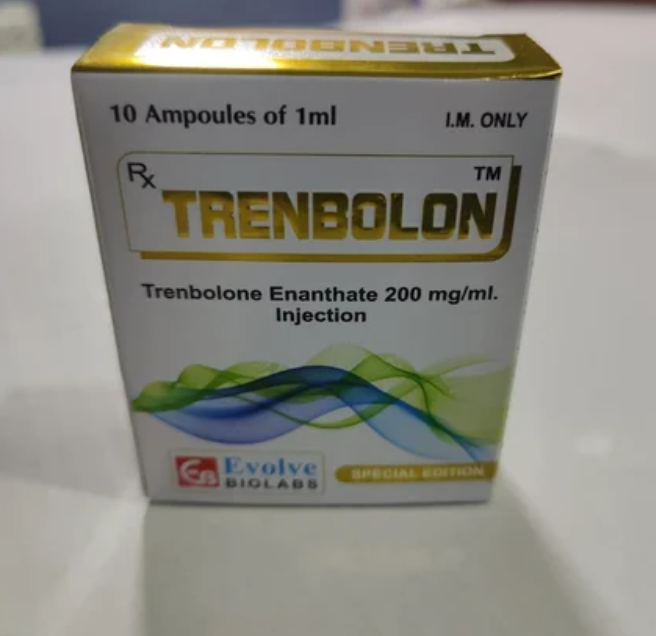 TRENBOLON
10 Ampoules of 1ml
I.M. ONLY
Rx
TM
TRENBOLON
Trenbolone Enanthate 200 mg/ml.
Injection
EB
Evolve
BIOLABS
SPECIAL EDITION